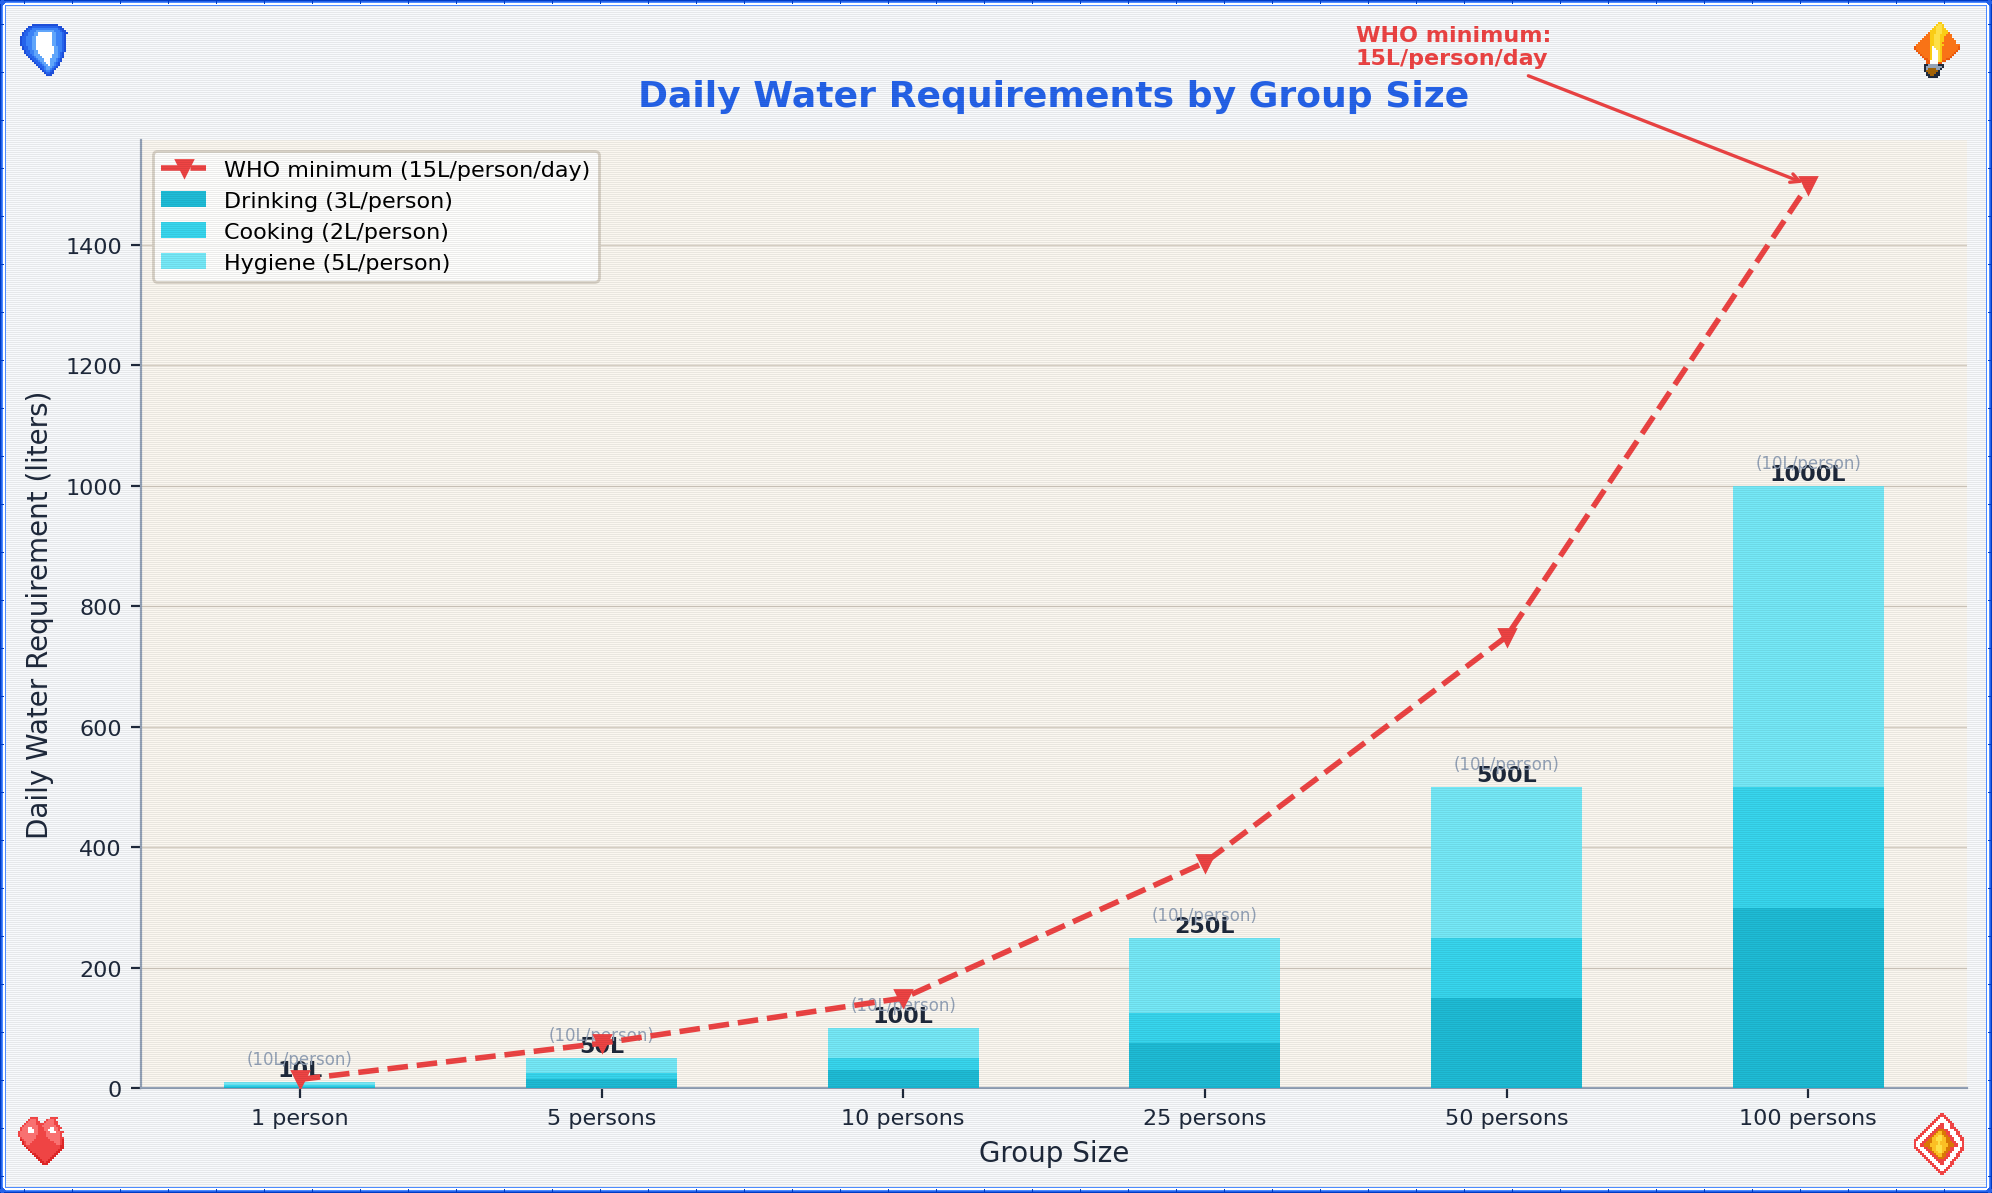 WHO minimum:
15L/person/day
Daily Water Requirements by Group Size
WHO minimum (15L/person/day)
Drinking (3L/person)
Cooking (2L/person)
Hygiene (5L/person)
Daily Water Requirement (liters)
1400
1200
1000
800
600
400
200
0
(10L/person)
10L
(10L/person)
50L
(10L/person)
100L
(10L/person)
250L
(10L/person)
500L
(10L/person)
1000L
1 person
5 persons
10 persons
25 persons
50 persons
100 persons
Group Size